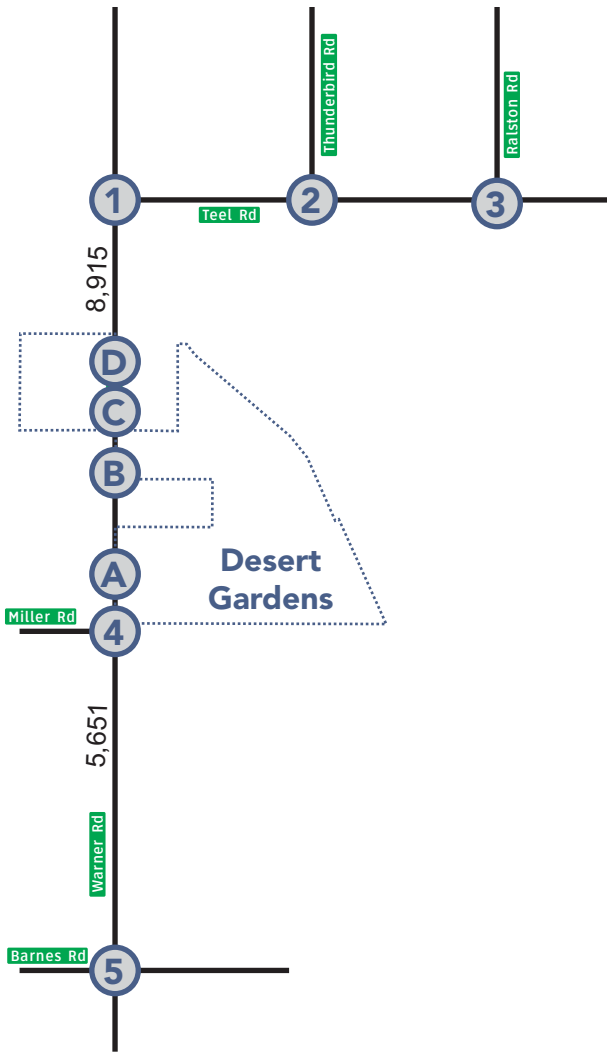 Thunderbird Rd
Ralston Rd
1
2
3
Teel Rd
8,915
D
C
B
A
Desert
Gardens
Miller Rd
4
5,651
Warner Rd
Barnes Rd
5